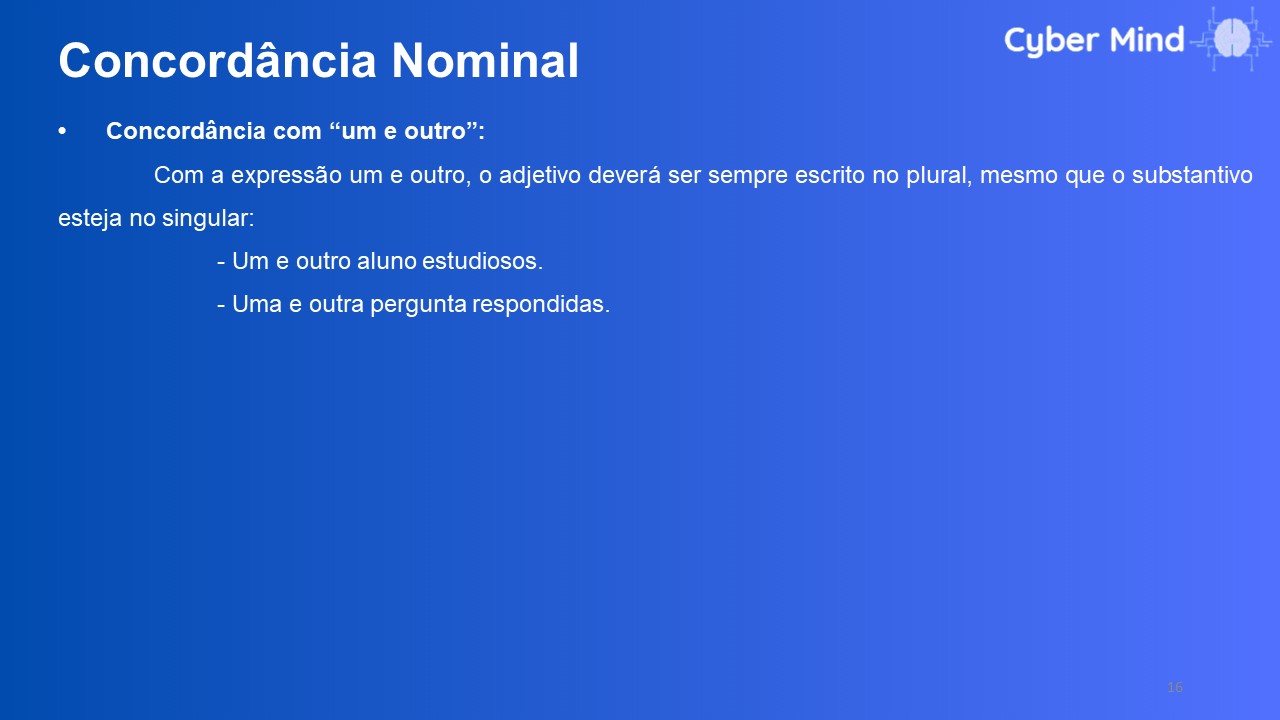 Concordância Nominal
Cyber Mind
• Concordância com “um e outro”:
Com a expressão um e outro, o adjetivo deverá ser sempre escrito no plural, mesmo que o substantivo
esteja no singular:
- Um e outro aluno estudiosos.
- Uma e outra pergunta respondidas.
16